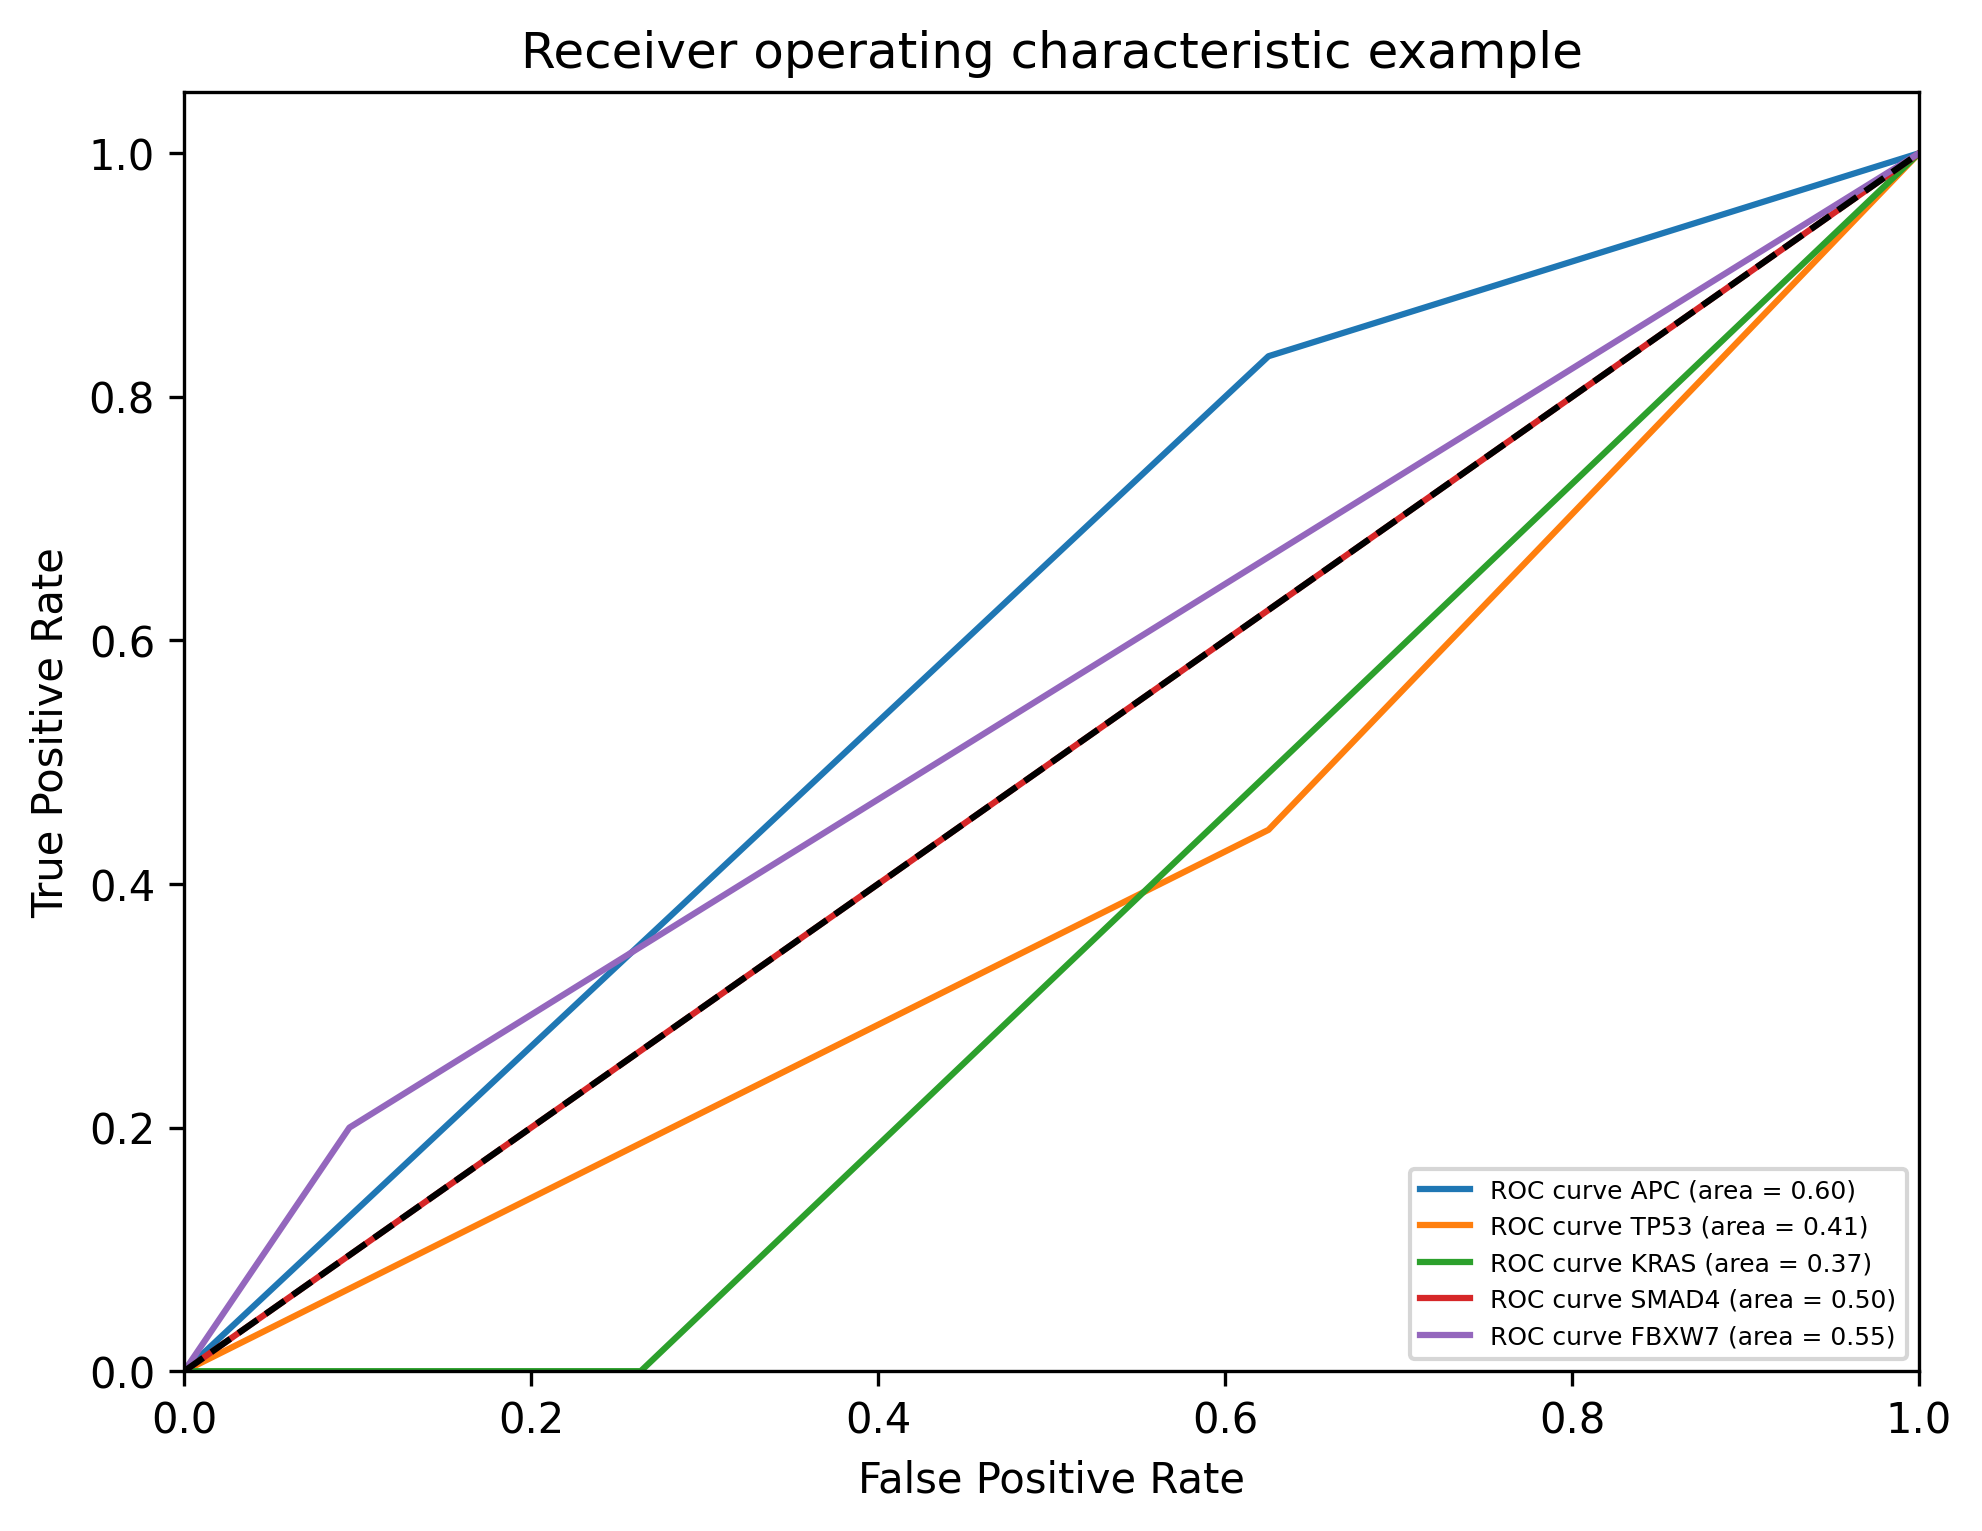 Receiver operating characteristic example
True Positive Rate
1.0
0.8
0.6
0.4
0.2
0.0
ROC curve APC (area = 0.60)
ROC curve TP53 (area = 0.41)
ROC curve KRAS (area = 0.37)
ROC curve SMAD4 (area = 0.50)
ROC curve FBXW7 (area = 0.55)
0.0 0.2 0.4 0.6 0.8 1.0
False Positive Rate